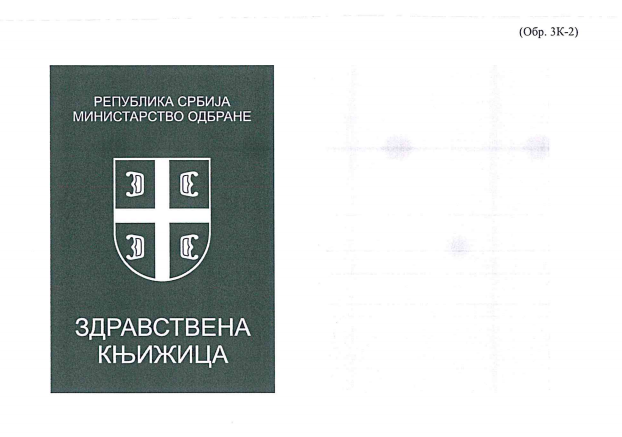 (Обр. ЗК-2)
РЕПУБЛИКА СРБИЈА
МИНИСТАРСТВО ОДБРАНЕ
ЗДРАВСТВЕНА
КЊИЖИЦА